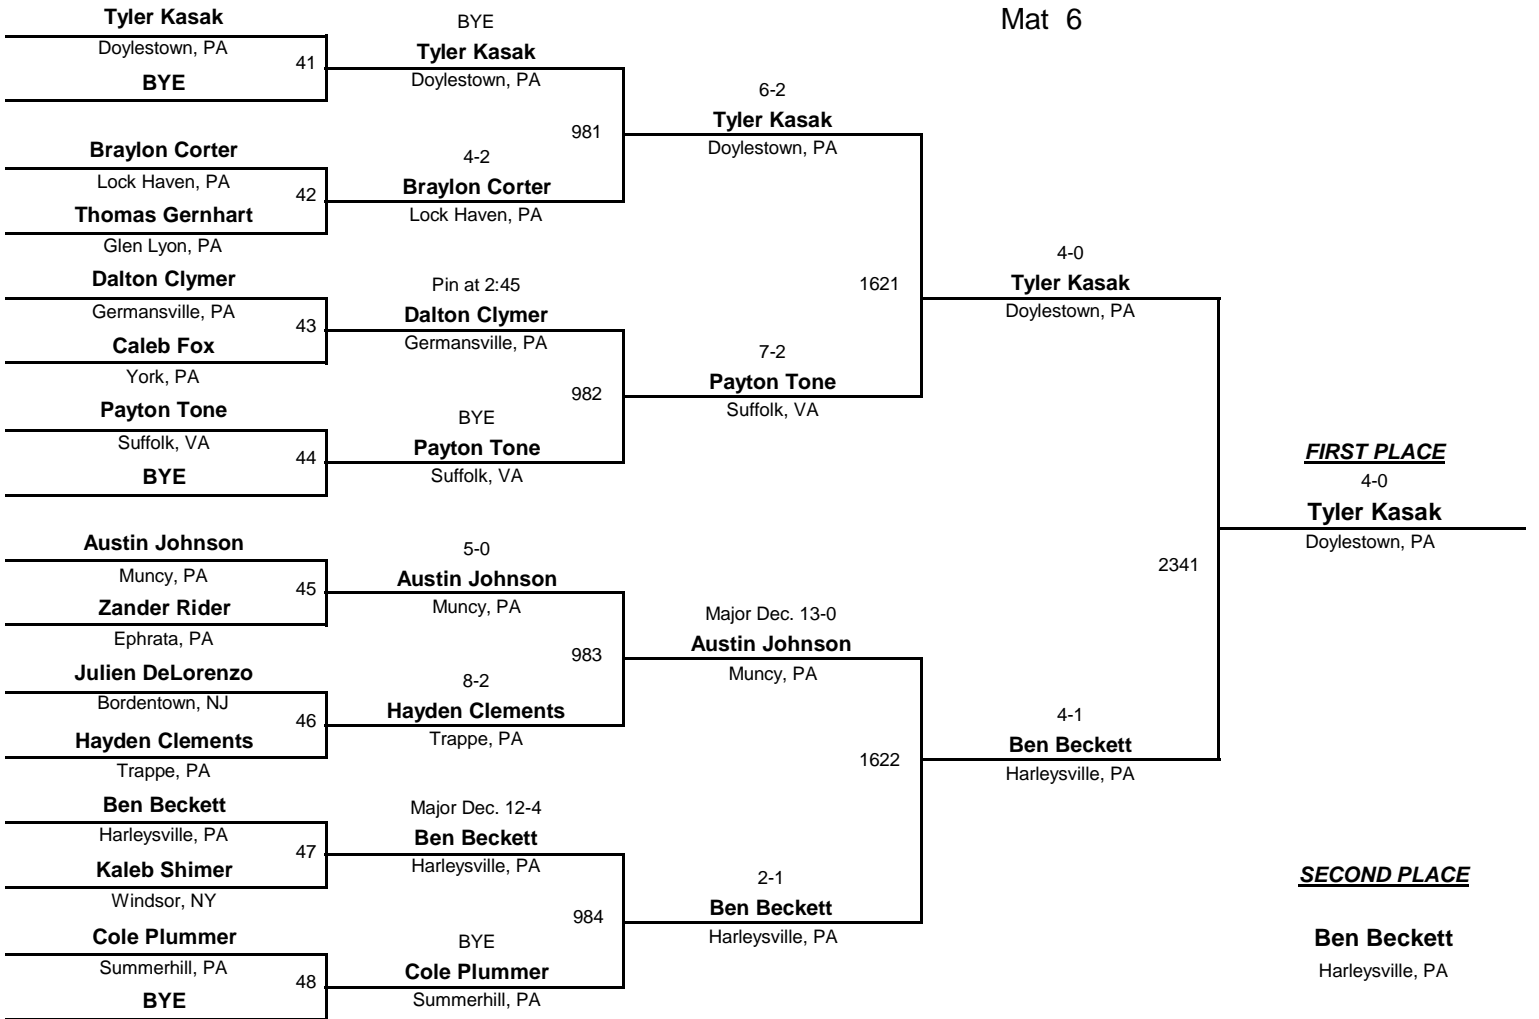 Mat 6
Tyler Kasak
Doylestown, PA
BYE
41
Braylon Corter
Lock Haven, PA
Thomas Gernhart
Glen Lyon, PA
42
Dalton Clymer
Germansville, PA
Caleb Fox
York, PA
43
Payton Tone
Suffolk, VA
BYE
44
Austin Johnson
Muncy, PA
Zander Rider
Ephrata, PA
45
Julien DeLorenzo
Bordentown, NJ
Hayden Clements
Trappe, PA
46
Ben Beckett
Harleysville, PA
Kaleb Shimer
Windsor, NY
47
Cole Plummer
Summerhill, PA
BYE
48
BYE
Tyler Kasak
Doylestown, PA
981
4-2
Braylon Corter
Lock Haven, PA
Pin at 2:45
Dalton Clymer
Germansville, PA
982
BYE
Payton Tone
Suffolk, VA
5-0
Austin Johnson
Muncy, PA
983
8-2
Hayden Clements
Trappe, PA
Major Dec. 12-4
Ben Beckett
Harleysville, PA
984
BYE
Cole Plummer
Summerhill, PA
6-2
Tyler Kasak
Doylestown, PA
1621
7-2
Payton Tone
Suffolk, VA
Major Dec. 13-0
Austin Johnson
Muncy, PA
1622
2-1
Ben Beckett
Harleysville, PA
4-0
Tyler Kasak
Doylestown, PA
2341
4-1
Ben Beckett
Harleysville, PA
FIRST PLACE
4-0
Tyler Kasak
Doylestown, PA
SECOND PLACE
Ben Beckett
Harleysville, PA